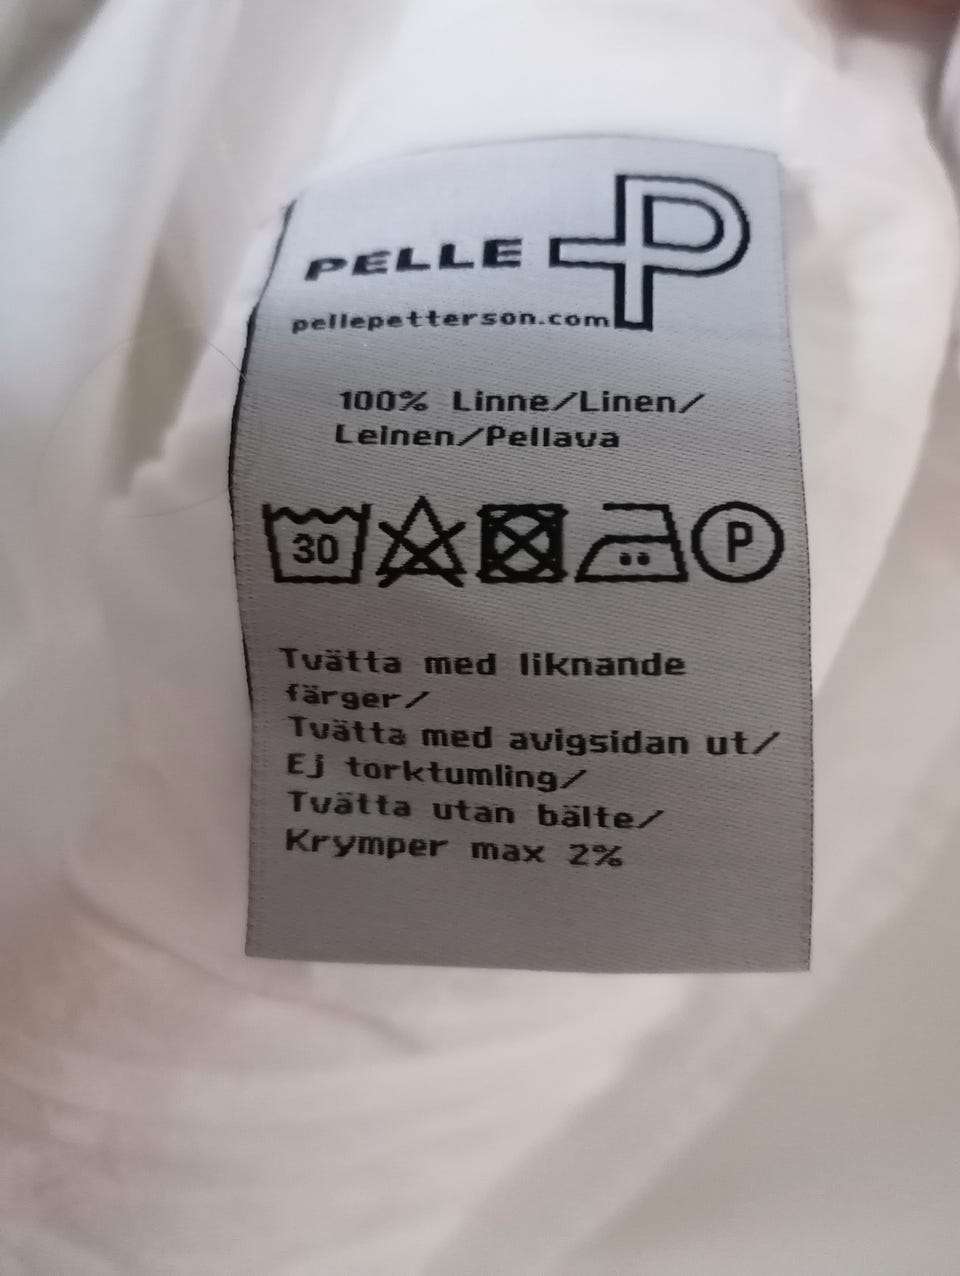 PELLE P
pellepetterson.com
100% Linne/Linen/
Leinen/Pellava
30 P
Tvätta med liknande
färger/
Tvätta med avigsidan ut/
Ej torktumling/
Tvätta utan bälte/
Krymper max 2%